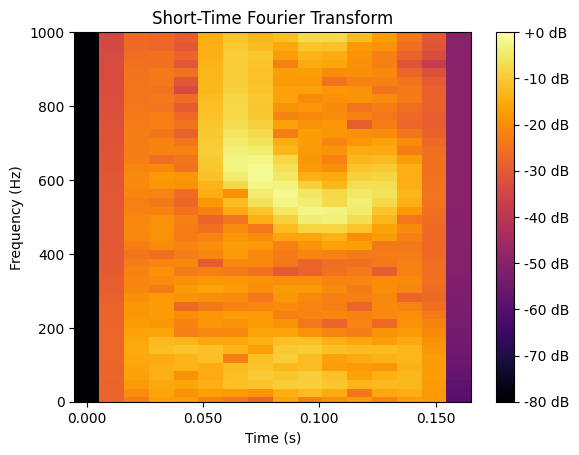 Short-Time Fourier Transform
1000
800
600
400
200
0
Frequency (Hz)
0.000
0.050
0.100
0.150
Time (s)
+0 dB
-10 dB
-20 dB
-30 dB
-40 dB
-50 dB
-60 dB
-70 dB
-80 dB